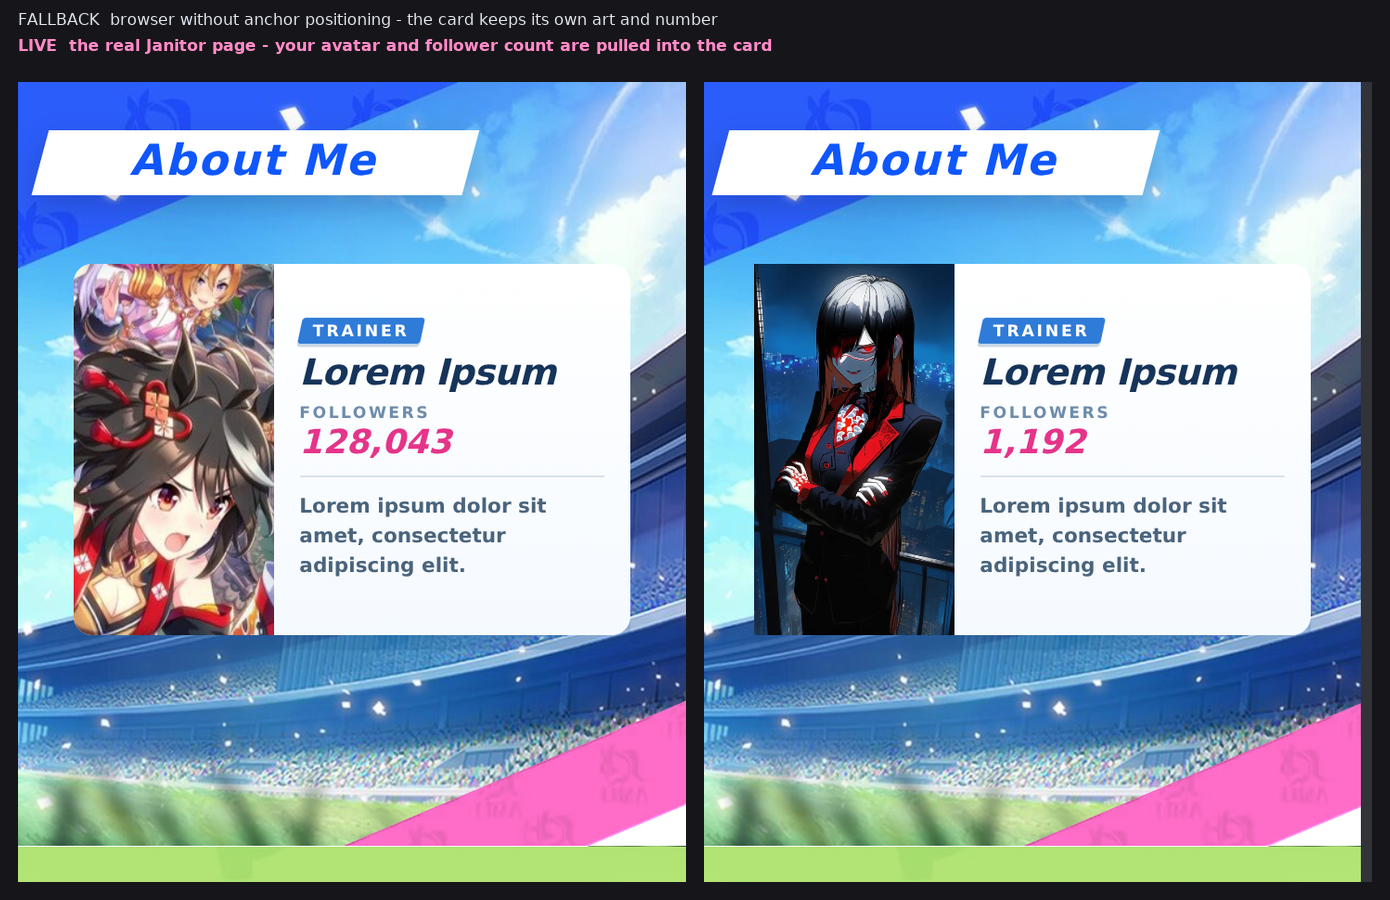 FALLBACK browser without anchor positioning - the card keeps its own art and number
LIVE the real Janitor page - your avatar and follower count are pulled into the card
About Me
TRAINER
Lorem Ipsum
FOLLOWERS
128,043
Lorem ipsum dolor sit
amet, consectetur
adipiscing elit.
About Me
TRAINER
Lorem Ipsum
FOLLOWERS
1,192
Lorem ipsum dolor sit
amet, consectetur
adipiscing elit.